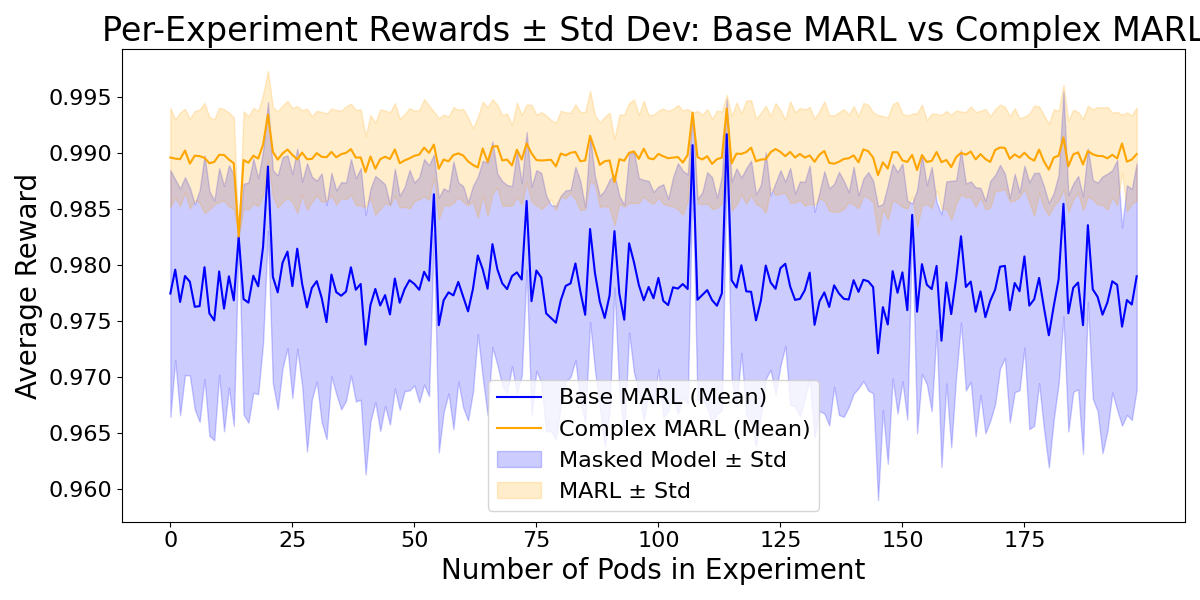 Per-Experiment Rewards ± Std Dev: Base MARL vs Complex MARL
Average Reward
0.995
0.990
0.985
0.980
0.975
0.970
0.965
0.960
Base MARL (Mean)
Complex MARL (Mean)
Masked Model ± Std
MARL ± Std
0 25 50 75 100 125 150 175
Number of Pods in Experiment